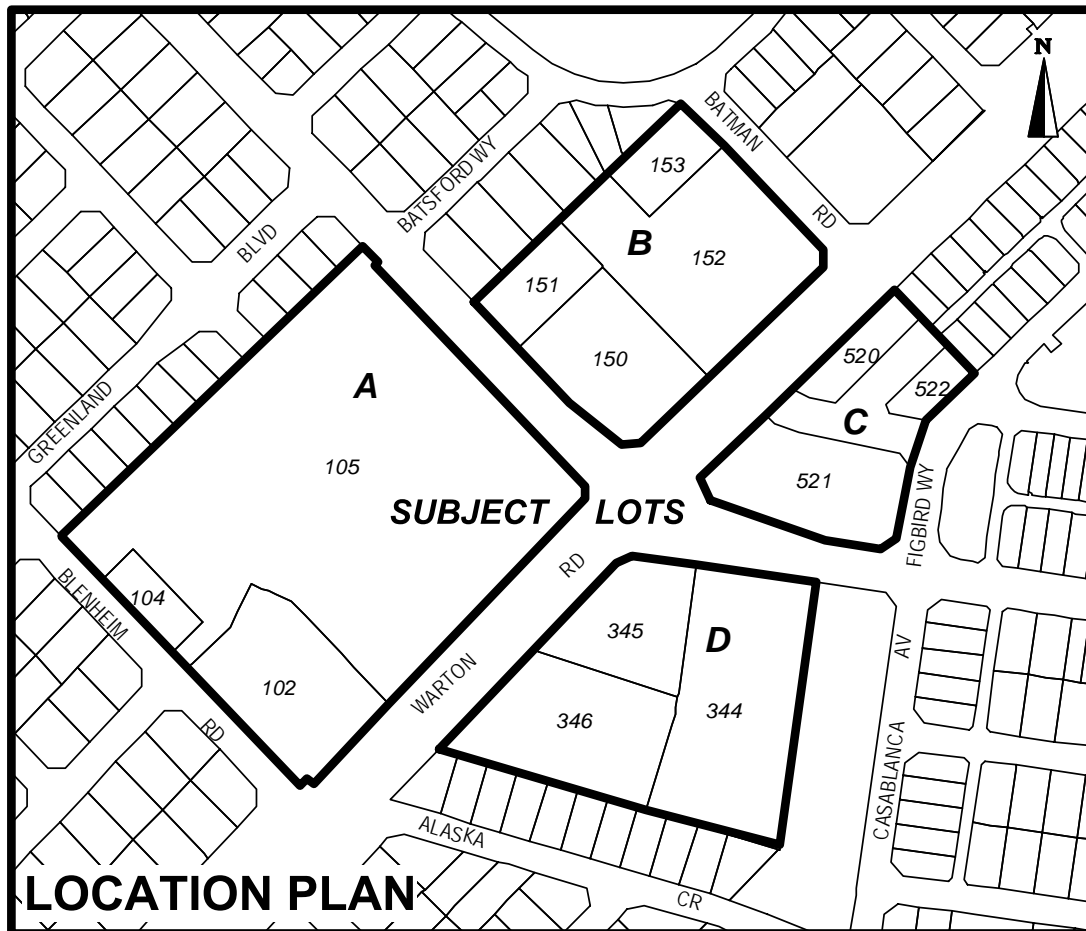 N
BATMAN
RD
BATSFORD WY
153
B
152
151
150
GREENLAND
BLVD
A
105
520
522
C
521
SUBJECT LOTS
FIGBIRD WY
BLENHEIM
RD
104
102
WARTON
RD
345
D
344
346
CASABLANCA
AV
ALASKA
CR
LOCATION PLAN